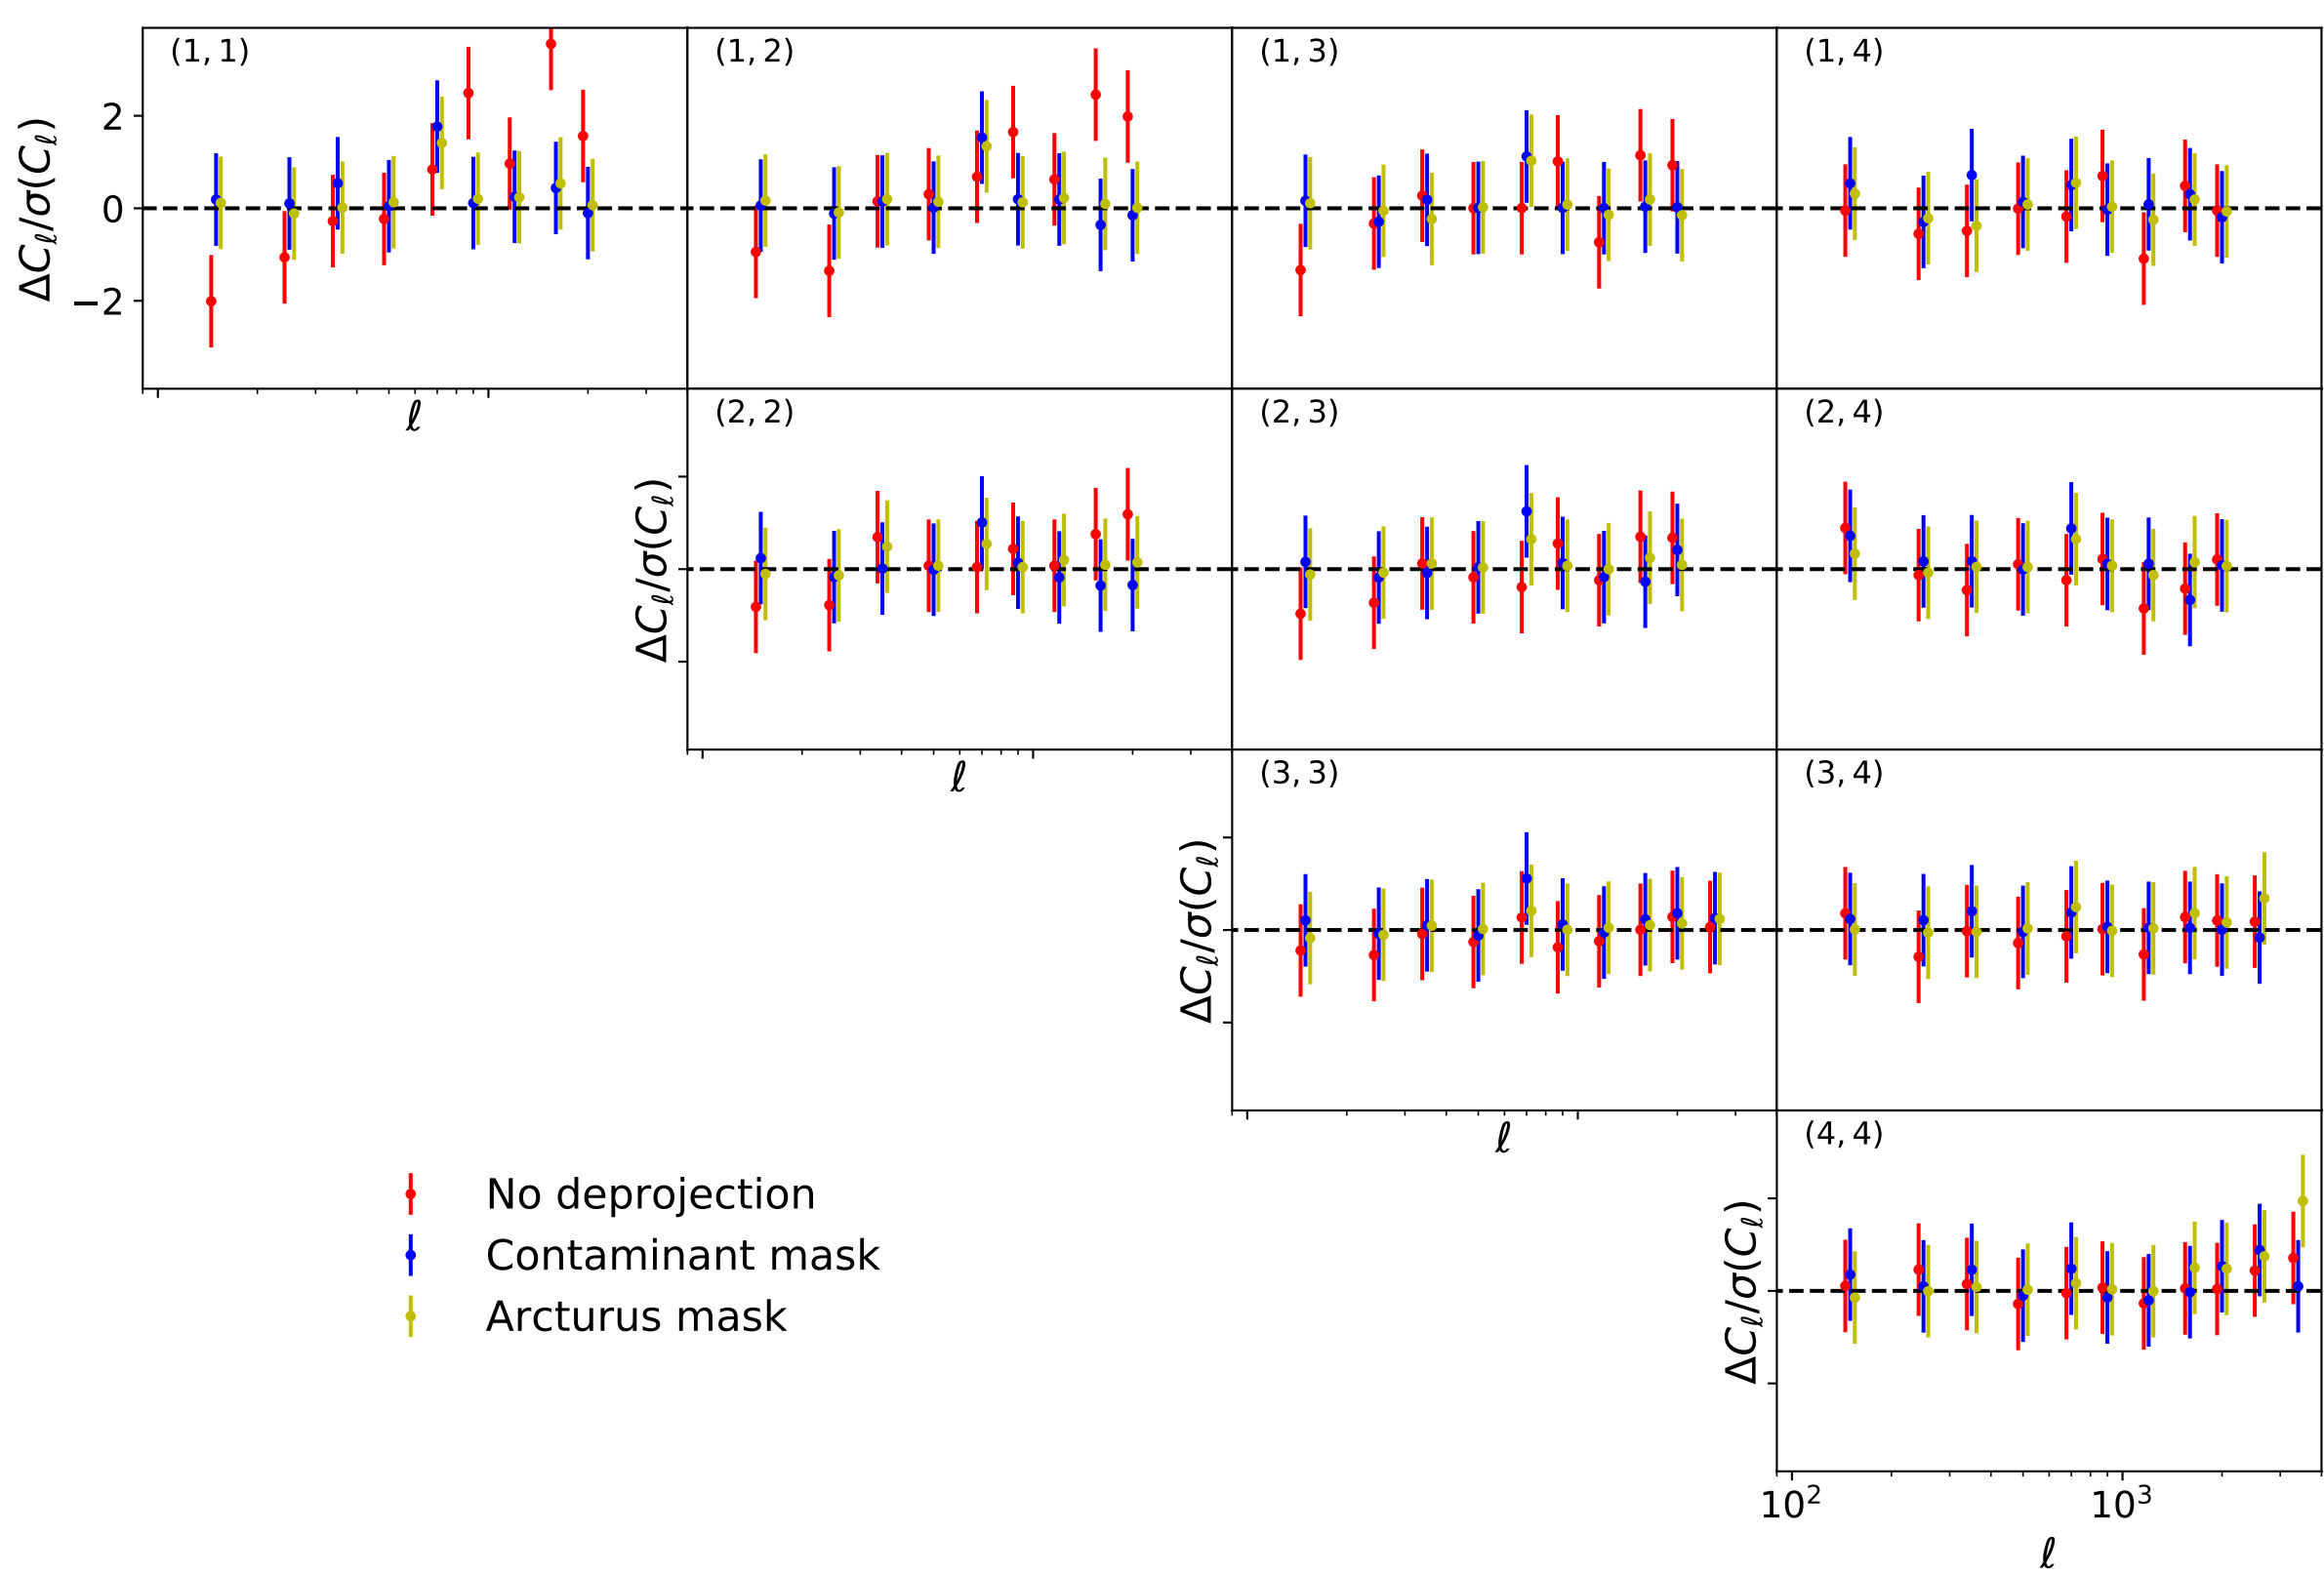 (1, 1)
(1, 2)
(1, 3)
(1, 4)
ΔCℓ/σ(Cℓ)
2
0
−2
ℓ
(2, 2)
(2, 3)
(2, 4)
ΔCℓ/σ(Cℓ)
ℓ
(3, 3)
(3, 4)
ΔCℓ/σ(Cℓ)
ℓ
(4, 4)
ΔCℓ/σ(Cℓ)
No deprojection
Contaminant mask
Arcturus mask
10² 10³
ℓ